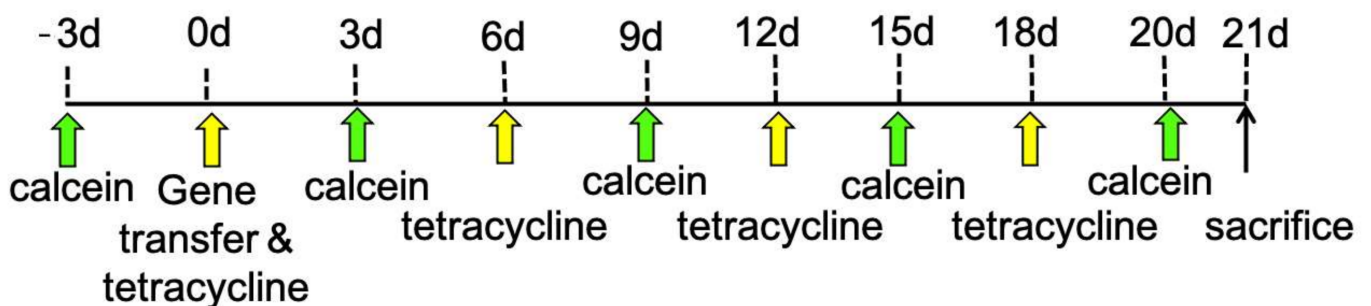 -3d 0d 3d 6d 9d 12d 15d 18d 20d 21d
calcein Gene calcein calcein calcein calcein
transfer & tetracycline tetracycline tetracycline sacrifice
tetracycline